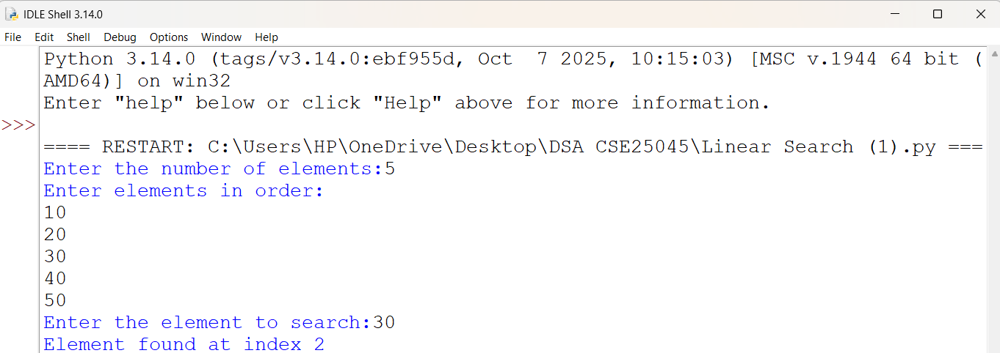 IDLE Shell 3.14.0
File Edit Shell Debug Options Window Help
Python 3.14.0 (tags/v3.14.0:ebf955d, Oct  7 2025, 10:15:03) [MSC v.1944 64 bit (
AMD64)] on win32
Enter "help" below or click "Help" above for more information.
>>>
==== RESTART: C:\Users\HP\OneDrive\Desktop\DSA CSE25045\Linear Search (1).py ===
Enter the number of elements:5
Enter elements in order:
10
20
30
40
50
Enter the element to search:30
Element found at index 2